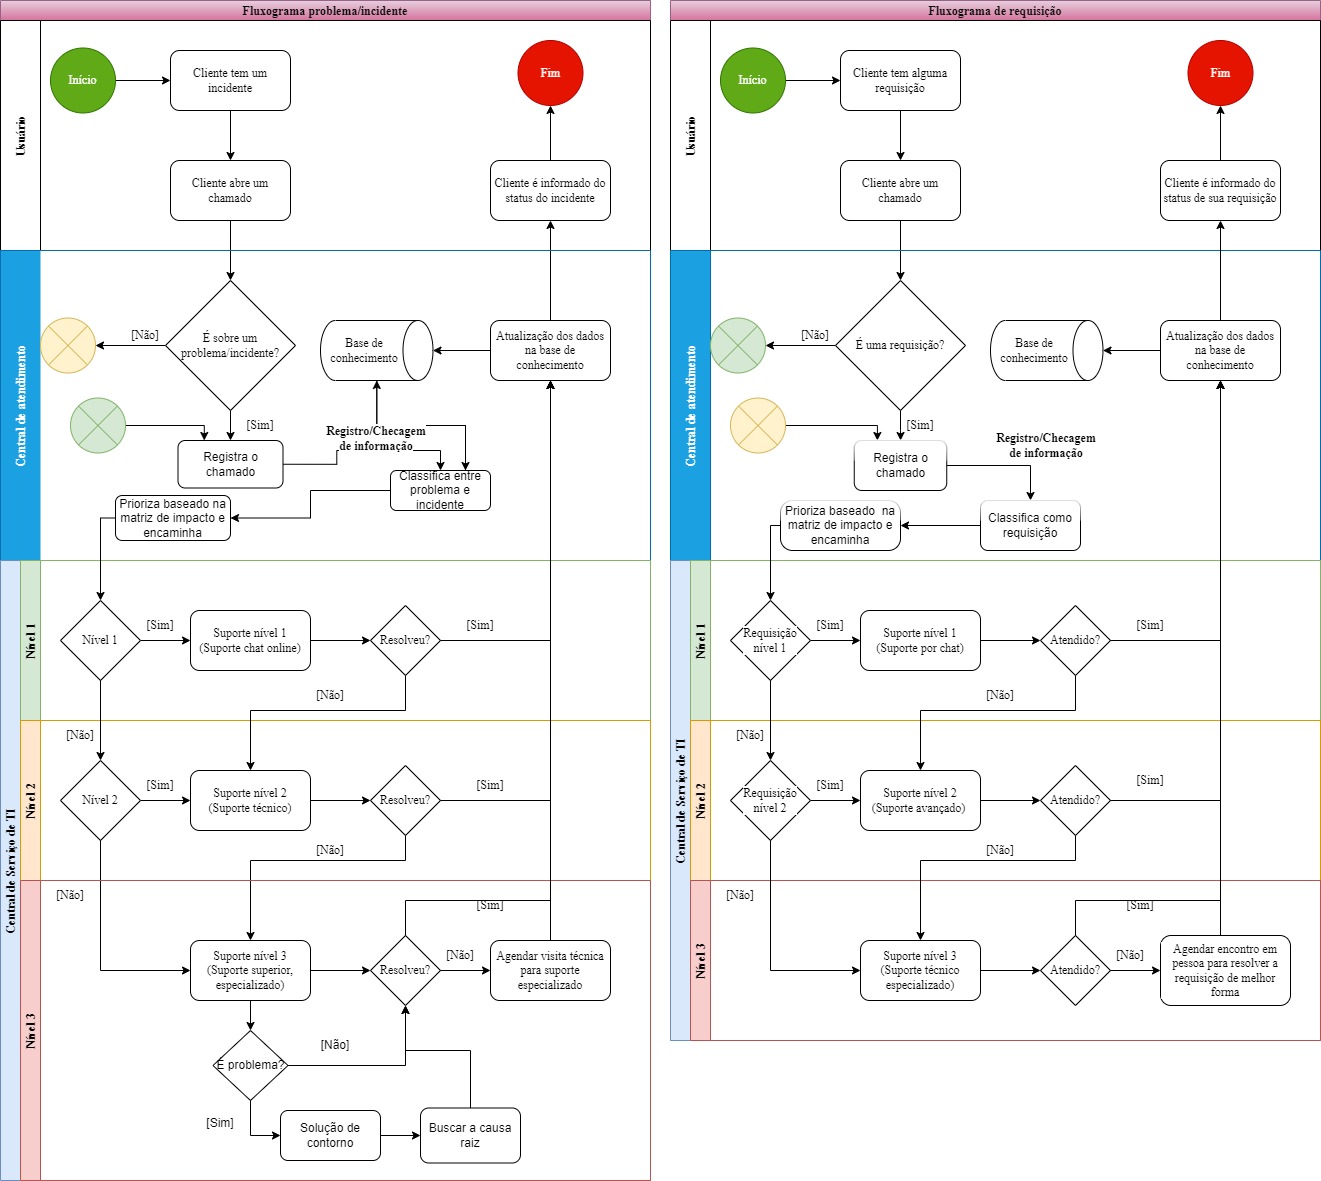 Fluxograma problema/incidente
Usuário
Início
Cliente tem um
incidente
Fim
Cliente abre um
chamado
Cliente é informado do
status do incidente
Central de atendimento
É sobre um
problema/incidente?
[Não]
[Sim]
Base de
conhecimento
Atualização dos dados
na base de
conhecimento
Registro/Checagem
de informação
Registra o
chamado
Classifica entre
problema e
incidente
Prioriza baseado na
matriz de impacto e
encaminha
Central de Serviço de TI
Nível 1
Nível 1
[Sim]
Suporte nível 1
(Suporte chat online)
Resolveu?
[Sim]
[Não]
[Não]
Nível 2
Nível 2
[Sim]
Suporte nível 2
(Suporte técnico)
Resolveu?
[Sim]
[Não]
[Não]
Nível 3
Suporte nível 3
(Suporte superior,
especializado)
Resolveu?
[Sim]
[Não]
Agendar visita técnica
para suporte
especializado
É problema?
[Não]
[Sim]
Solução de
contorno
Buscar a causa
raiz
Fluxograma de requisição
Usuário
Início
Cliente tem alguma
requisição
Fim
Cliente abre um
chamado
Cliente é informado do
status de sua requisição
Central de atendimento
É uma requisição?
[Não]
[Sim]
Base de
conhecimento
Atualização dos dados
na base de
conhecimento
Registro/Checagem
de informação
Registra o
chamado
Classifica como
requisição
Prioriza baseado na
matriz de impacto e
encaminha
Central de Serviço de TI
Nível 1
Requisição
nível 1
[Sim]
Suporte nível 1
(Suporte por chat)
Atendido?
[Sim]
[Não]
[Não]
Nível 2
Requisição
nível 2
[Sim]
Suporte nível 2
(Suporte avançado)
Atendido?
[Sim]
[Não]
[Não]
Nível 3
Suporte nível 3
(Suporte técnico
especializado)
Atendido?
[Sim]
[Não]
Agendar encontro em
pessoa para resolver a
requisição de melhor
forma